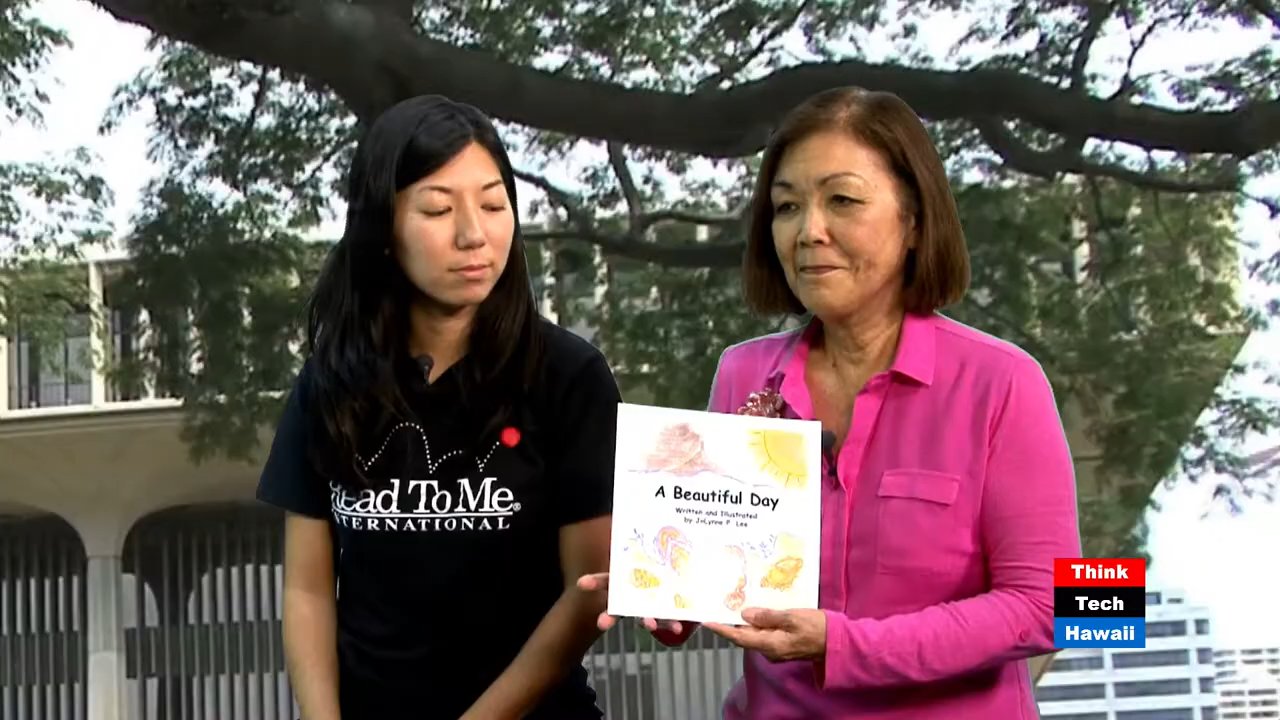 Read To Me®
INTERNATIONAL
A Beautiful Day
Written and Illustrated
by JoLynne P. Lee
Think
Tech
Hawaii